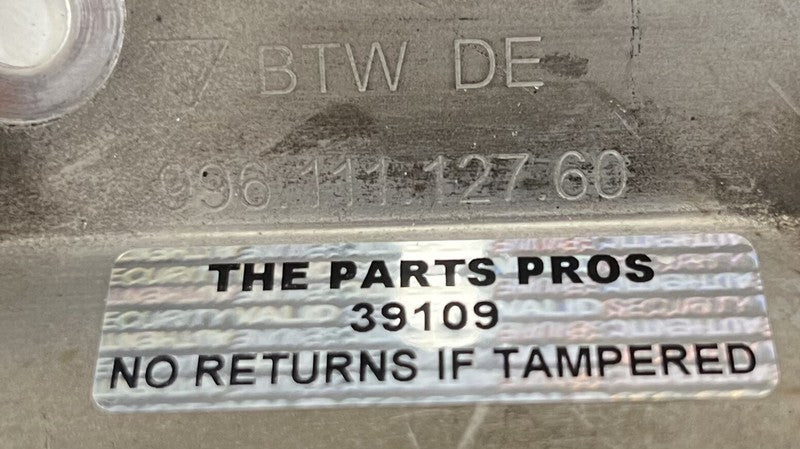 BTW DE
996.111.127.60
THE PARTS PROS
39109
NO RETURNS IF TAMPERED